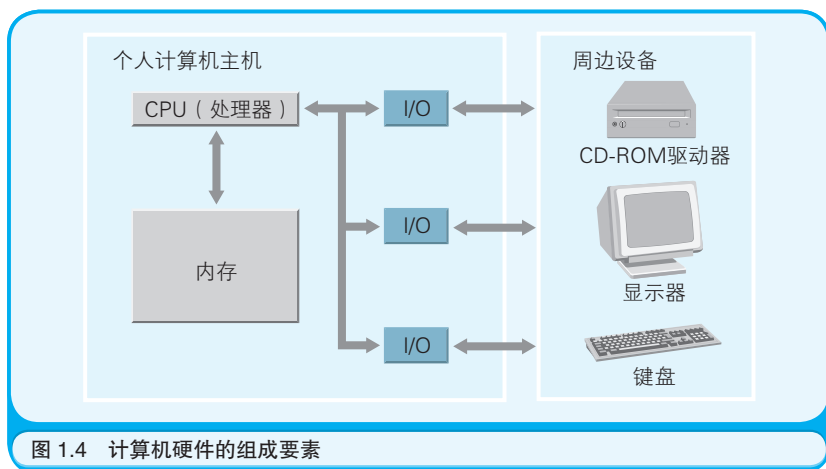 个人计算机主机
周边设备
CPU（处理器）
I/O
CD-ROM驱动器
内存
I/O
显示器
I/O
键盘
图 1.4 计算机硬件的组成要素